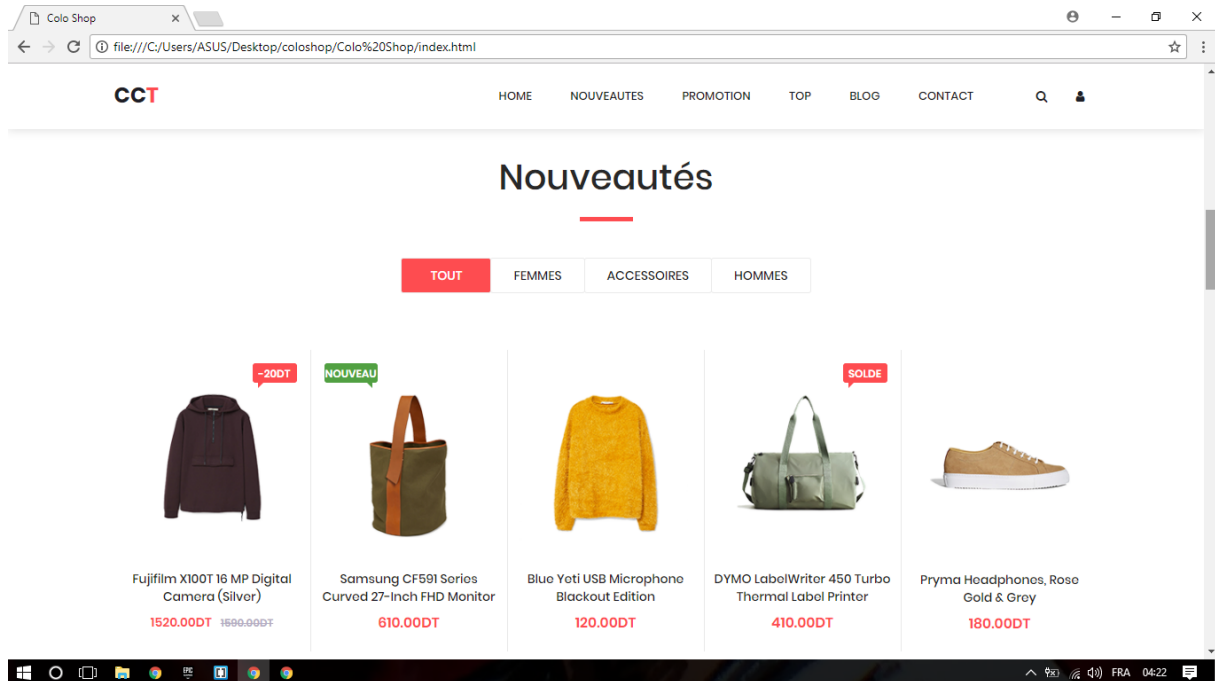 Colo Shop
file:///C:/Users/ASUS/Desktop/coloshop/Colo%20Shop/index.html
CCT
HOME NOUVEAUTES PROMOTION TOP BLOG CONTACT
Nouveautés
TOUT FEMMES ACCESSOIRES HOMMES
-20DT
NOUVEAU
SOLDE
Fujifilm X100T 16 MP Digital
Camera (Silver)
1520.00DT 1590.00DT
Samsung CF591 Series
Curved 27-Inch FHD Monitor
610.00DT
Blue Yeti USB Microphone
Blackout Edition
120.00DT
DYMO LabelWriter 450 Turbo
Thermal Label Printer
410.00DT
Pryma Headphones, Rose
Gold & Grey
180.00DT
EPIC
FRA 04:22